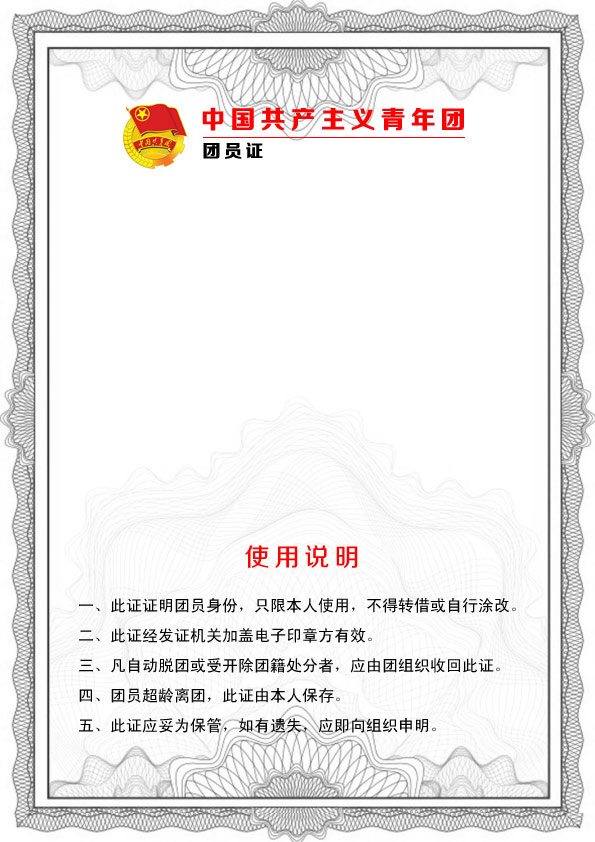 中国共产主义青年团
团员证
中国共青团
使用说明
一、此证证明团员身份，只限本人使用，不得转借或自行涂改。
二、此证经发证机关加盖电子印章方有效。
三、凡自动脱团或受开除团籍处分者，应由团组织收回此证。
四、团员超龄离团，此证由本人保存。
五、此证应妥为保管，如有遗失，应即向组织申明。